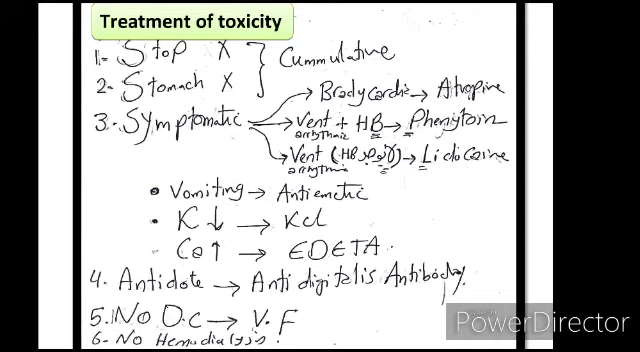 Treatment of toxicity
1- Stop X
2- Stomach X } Cummulative
3- Symptomatic → Bradycardia → Atropine
→ Vent arrythmia + HB → Phenytoin
→ Vent arrythmia (HB مفيش) → Lidocaine
• Vomiting → Antiemetic
• K ↓ → Kcl
Ca ↑ → EDETA.
4. Antidote → Anti digitalis Antibody.
5. No D.c → V.F
6- No Hemodialysis.
PowerDirector